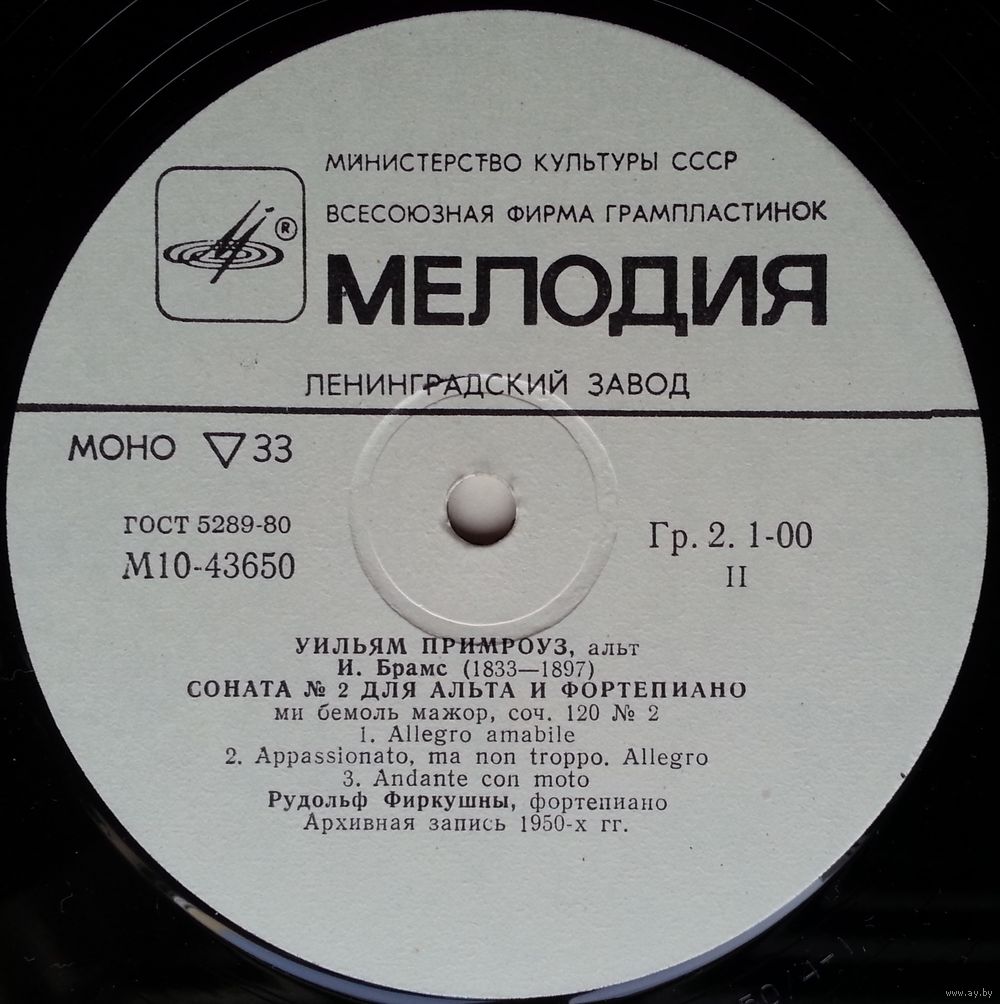 МИНИСТЕРСТВО КУЛЬТУРЫ СССР
ВСЕСОЮЗНАЯ ФИРМА ГРАМПЛАСТИНОК
®
МЕЛОДИЯ
ЛЕНИНГРАДСКИЙ ЗАВОД
МОНО ▽33
ГОСТ 5289-80
М10-43650
Гр. 2. 1-00
II
УИЛЬЯМ ПРИМРОУЗ, альт
И. Брамс (1833—1897)
СОНАТА № 2 ДЛЯ АЛЬТА И ФОРТЕПИАНО
ми бемоль мажор, соч. 120 № 2
1. Allegro amabile
2. Appassionato, ma non troppo. Allegro
3. Andante con moto
Рудольф Фиркушны, фортепиано
Архивная запись 1950-х гг.
www.ay.by